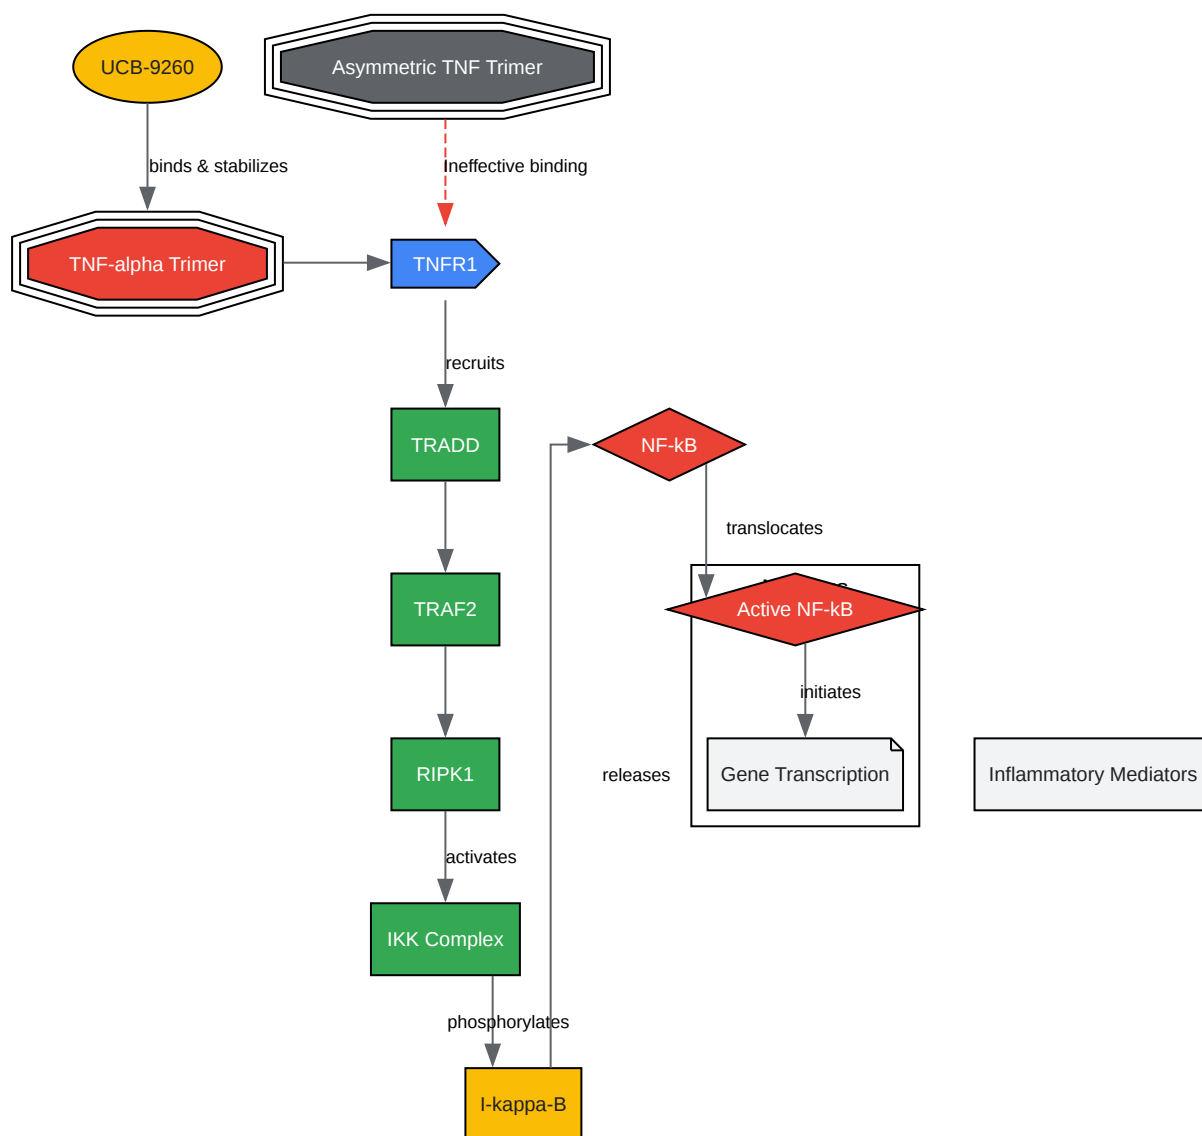 UCB-9260
Asymmetric TNF Trimer
binds & stabilizes
Ineffective binding
TNF-alpha Trimer
TNFR1
recruits
TRADD
NF-kB
translocates
TRAF2
Active NF-kB
initiates
RIPK1
releases
Gene Transcription
Inflammatory Mediators
activates
IKK Complex
phosphorylates
I-kappa-B